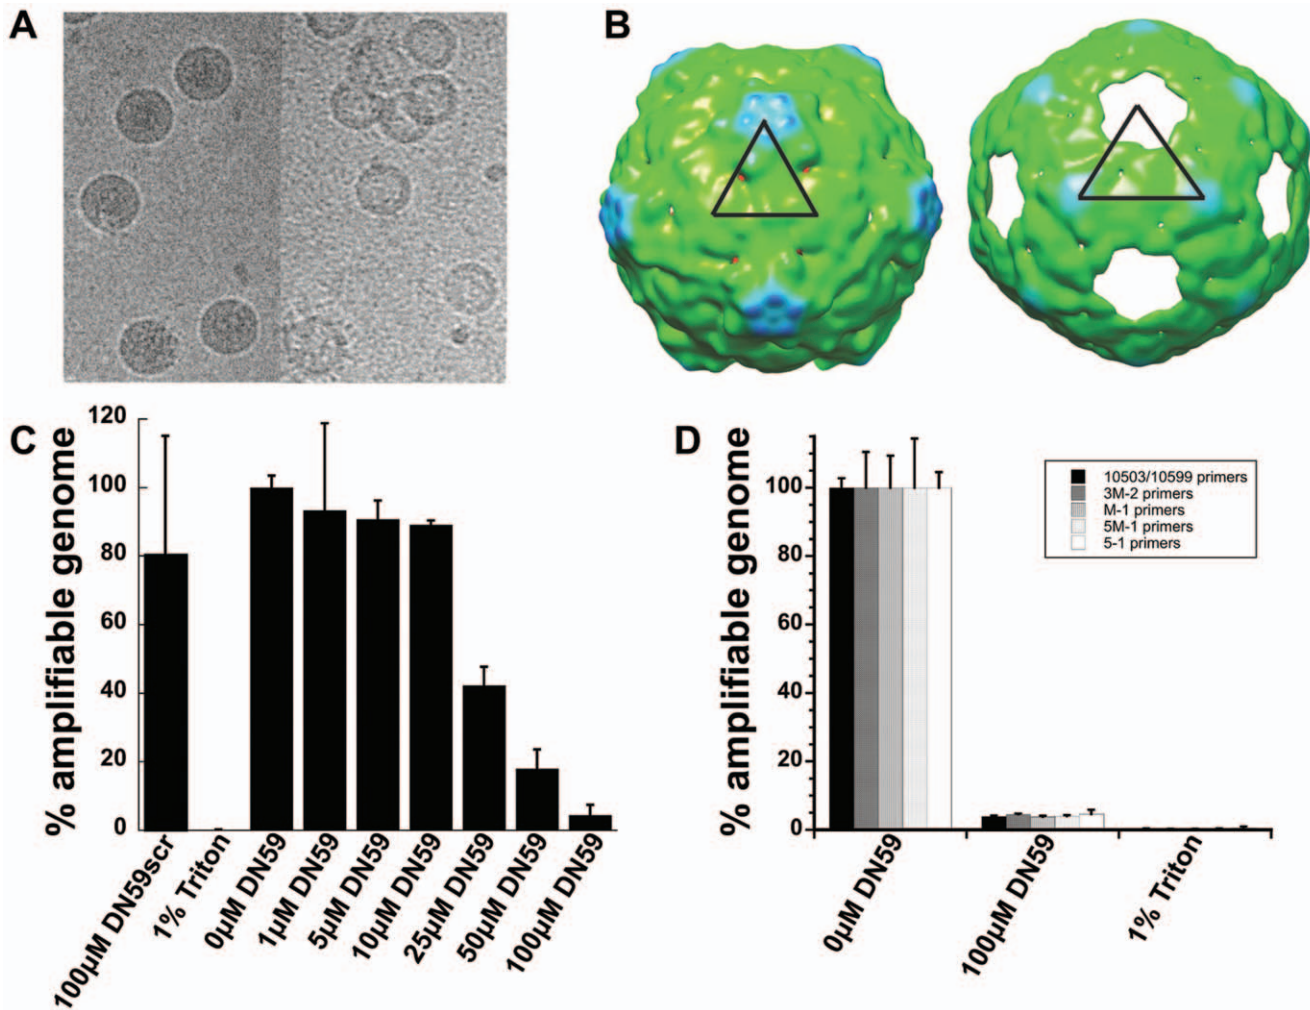 A
B
C
% amplifiable genome
120
100
80
60
40
20
0
100µM DN59scr
1% Triton
0µM DN59
1µM DN59
5µM DN59
10µM DN59
25µM DN59
50µM DN59
100µM DN59
D
% amplifiable genome
100
80
60
40
20
0
10503/10599 primers
3M-2 primers
M-1 primers
5M-1 primers
5-1 primers
0µM DN59
100µM DN59
1% Triton